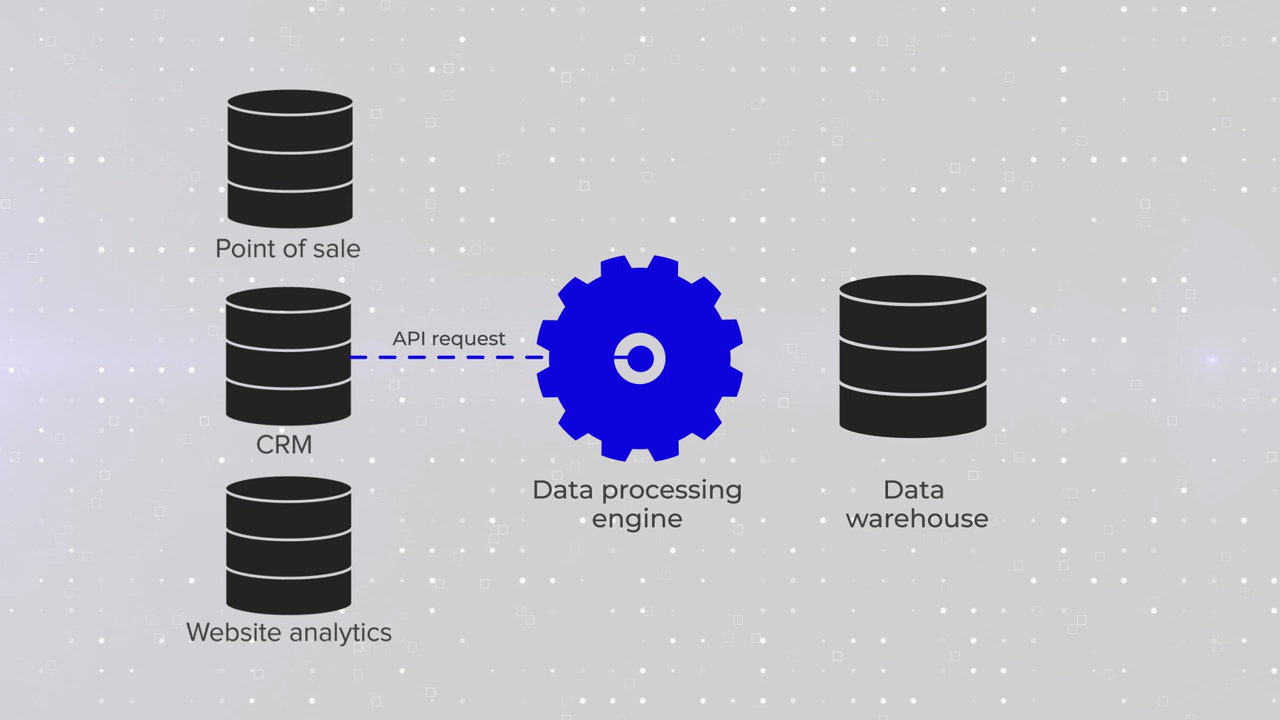 Point of sale
API request
CRM
Data processing
engine
Data
warehouse
Website analytics